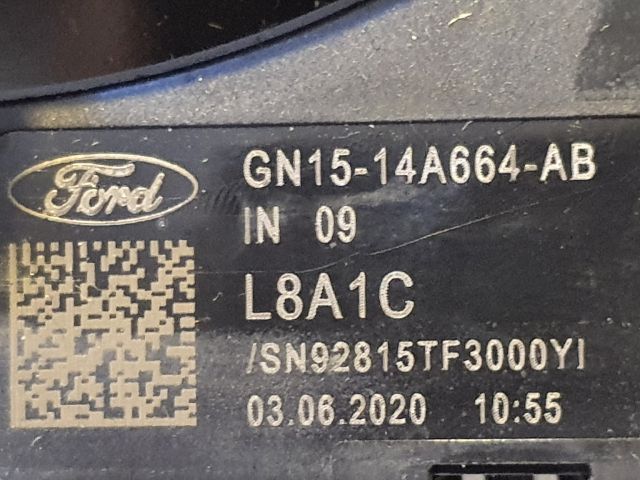 Ford
GN15-14A664-AB
IN 09
L8A1C
/SN92815TF3000YI
03.06.2020 10:55